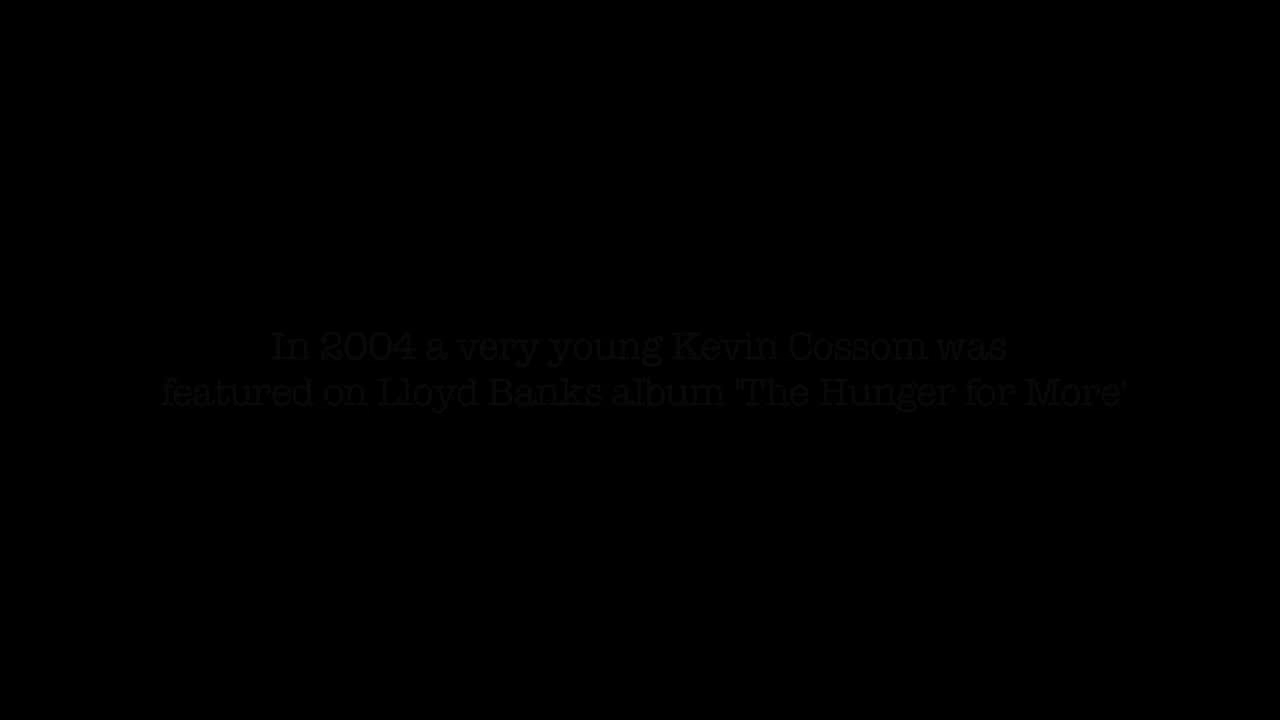 In 2004 a very young Kevin Cossom was
featured on Lloyd Banks album 'The Hunger for More'